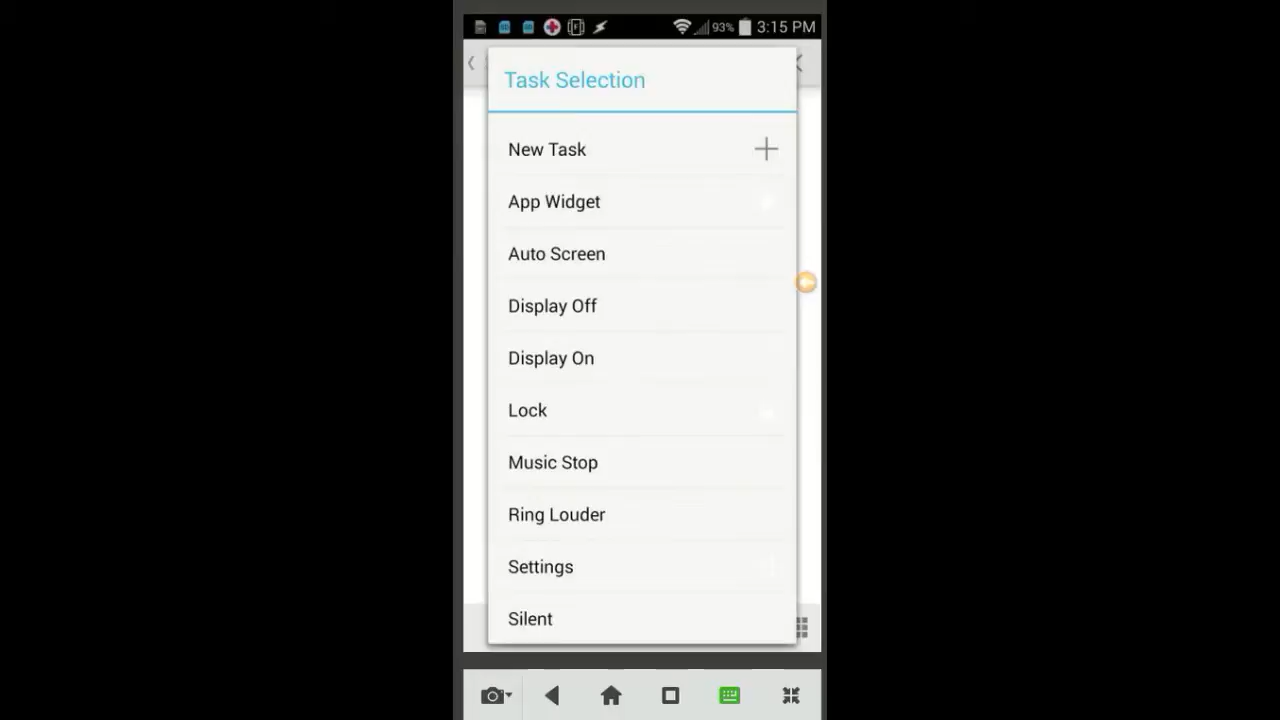 93% 3:15 PM
Task Selection
New Task
App Widget
Auto Screen
Display Off
Display On
Lock
Music Stop
Ring Louder
Settings
Silent